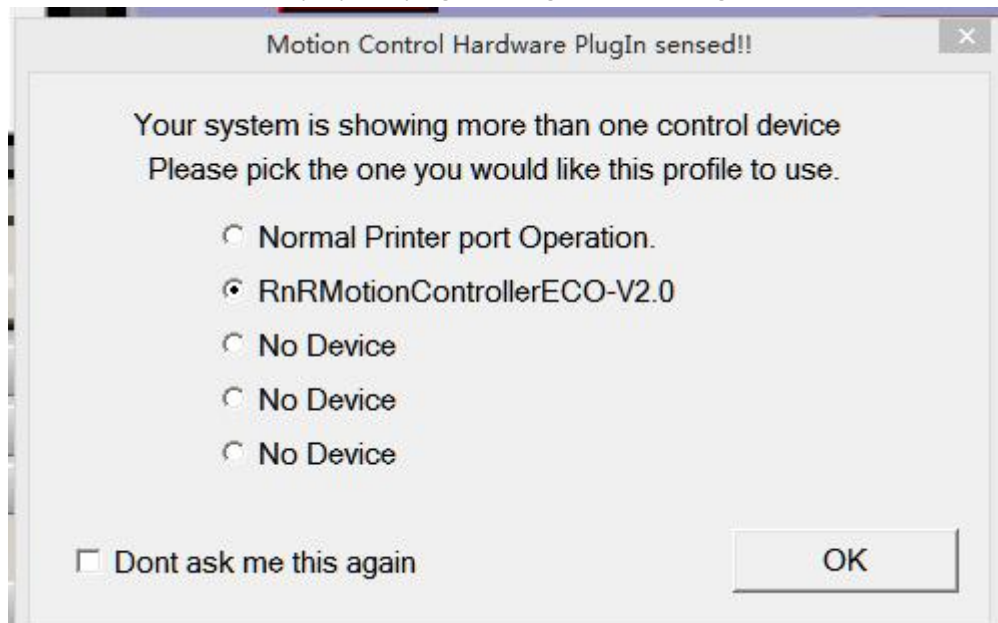 Motion Control Hardware PlugIn sensed!!
Your system is showing more than one control device
Please pick the one you would like this profile to use.
Normal Printer port Operation.
RnRMotionControllerECO-V2.0
No Device
No Device
No Device
Dont ask me this again
OK